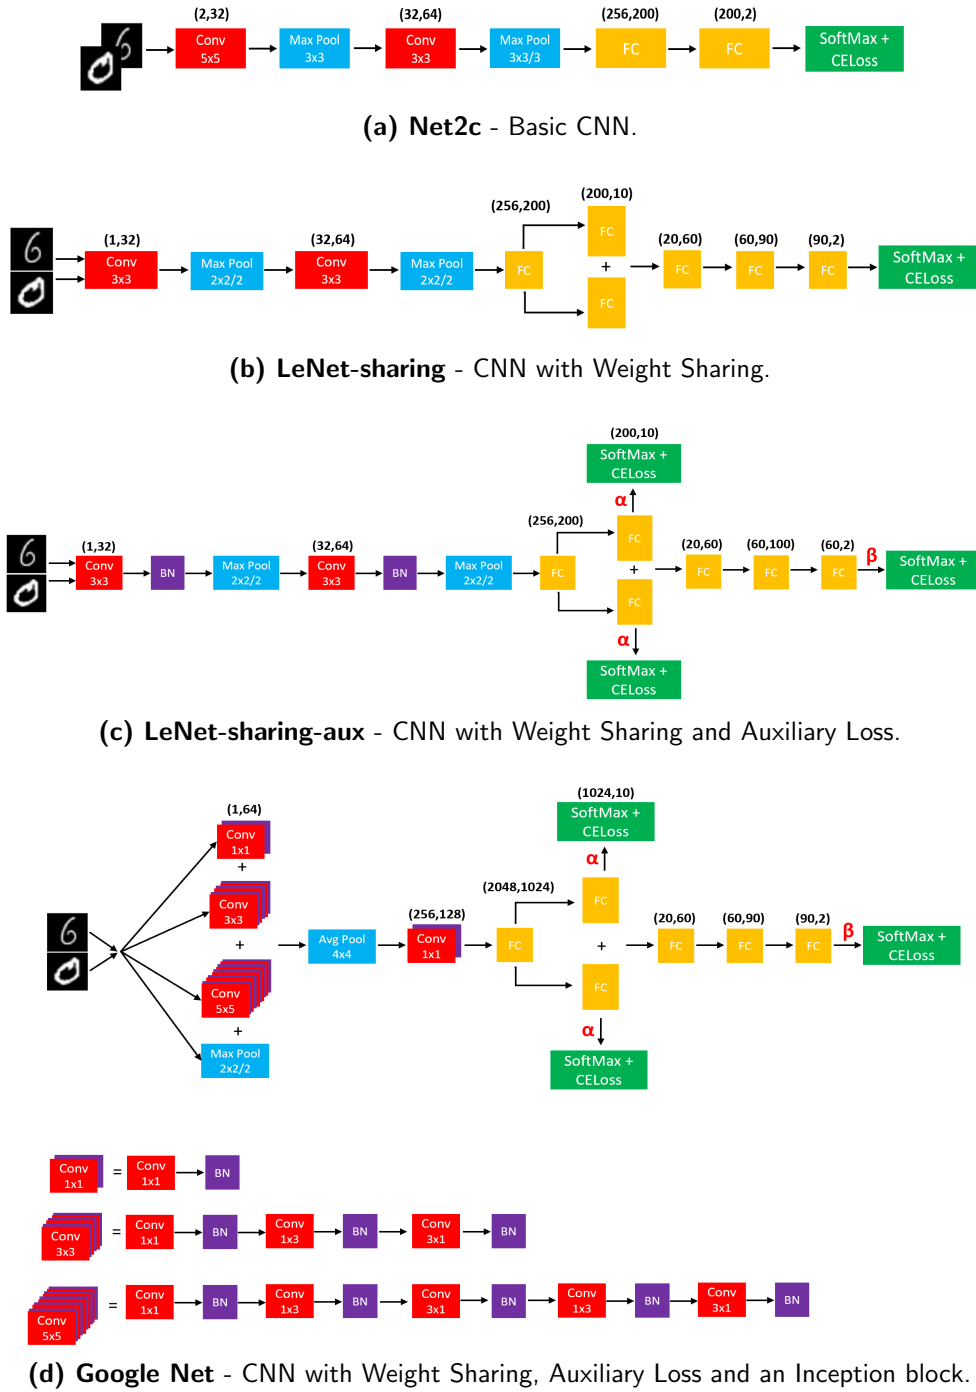 (2,32) (32,64) (256,200) (200,2)
Conv 5x5 Max Pool 3x3 Conv 3x3 Max Pool 3x3/3 FC FC SoftMax + CELoss
(a) Net2c - Basic CNN.
(200,10)
(1,32) (32,64) (256,200) (20,60) (60,90) (90,2)
FC
Conv 3x3 Max Pool 2x2/2 Conv 3x3 Max Pool 2x2/2 FC + FC FC FC SoftMax + CELoss
FC
(b) LeNet-sharing - CNN with Weight Sharing.
(200,10)
SoftMax + CELoss
α
(256,200)
FC
(1,32) (32,64) (20,60) (60,100) (60,2) β
Conv 3x3 BN Max Pool 2x2/2 Conv 3x3 BN Max Pool 2x2/2 FC + FC FC FC SoftMax + CELoss
FC
α
SoftMax + CELoss
(c) LeNet-sharing-aux - CNN with Weight Sharing and Auxiliary Loss.
(1024,10)
SoftMax + CELoss
(1,64)
Conv 1x1
+
α
(2048,1024)
FC
Conv 3x3
(256,128) (20,60) (60,90) (90,2) β
+ Avg Pool 4x4 Conv 1x1 FC + FC FC FC SoftMax + CELoss
Conv 5x5
FC
+
α
Max Pool 2x2/2
SoftMax + CELoss
Conv 1x1 = Conv 1x1 BN
Conv 3x3 = Conv 1x1 BN Conv 1x3 BN Conv 3x1 BN
Conv 5x5 = Conv 1x1 BN Conv 1x3 BN Conv 3x1 BN Conv 1x3 BN Conv 3x1 BN
(d) Google Net - CNN with Weight Sharing, Auxiliary Loss and an Inception block.